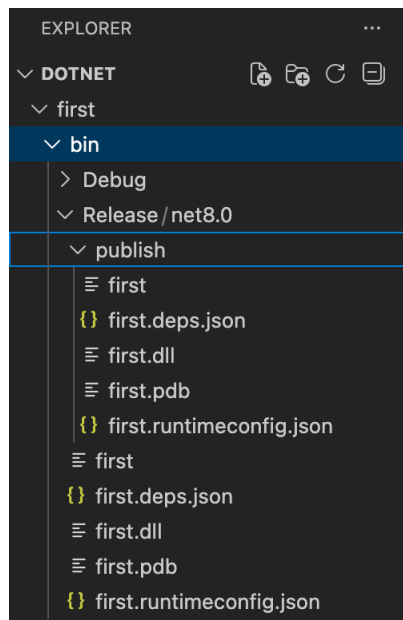 EXPLORER
DOTNET
first
bin
Debug
Release/net8.0
publish
first
first.deps.json
first.dll
first.pdb
first.runtimeconfig.json
first
first.deps.json
first.dll
first.pdb
first.runtimeconfig.json